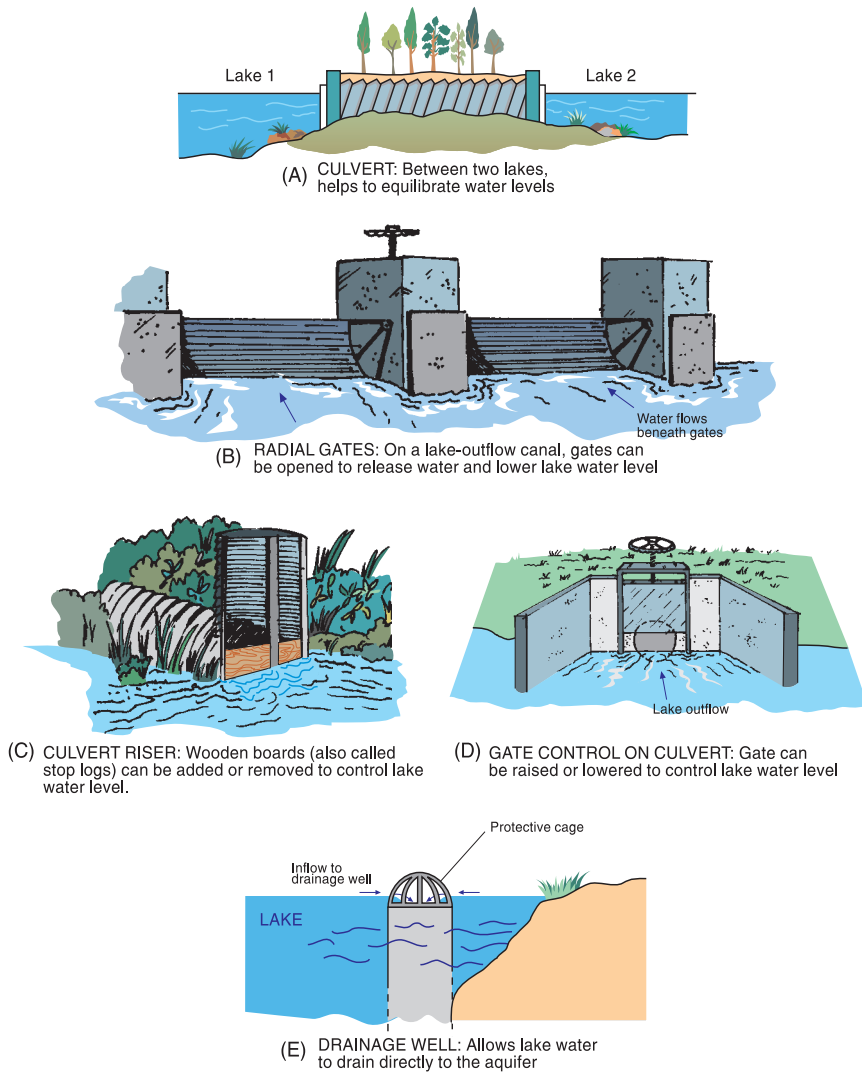 Lake 1
Lake 2
(A) CULVERT: Between two lakes,
helps to equilibrate water levels
Water flows
beneath gates
(B) RADIAL GATES: On a lake-outflow canal, gates can
be opened to release water and lower lake water level
(C) CULVERT RISER: Wooden boards (also called
stop logs) can be added or removed to control lake
water level.
Lake outflow
(D) GATE CONTROL ON CULVERT: Gate can
be raised or lowered to control lake water level
Protective cage
Inflow to
drainage well
LAKE
(E) DRAINAGE WELL: Allows lake water
to drain directly to the aquifer